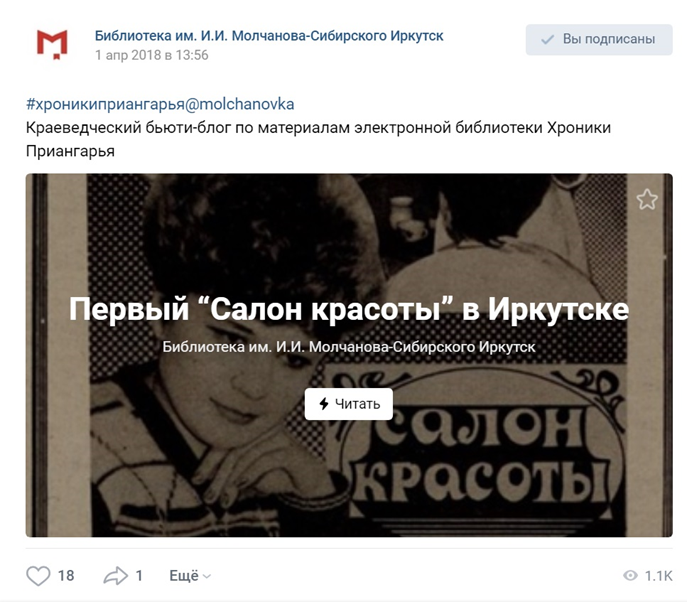 Библиотека им. И.И. Молчанова-Сибирского Иркутск
1 апр 2018 в 13:56
Вы подписаны
#хроникиприангарья@molchanovka
Краеведческий бьюти-блог по материалам электронной библиотеки Хроники
Приангарья
Первый “Салон красоты” в Иркутске
Библиотека им. И.И. Молчанова-Сибирского Иркутск
Читать
салон
красоты
18
1
Ещё
1.1K